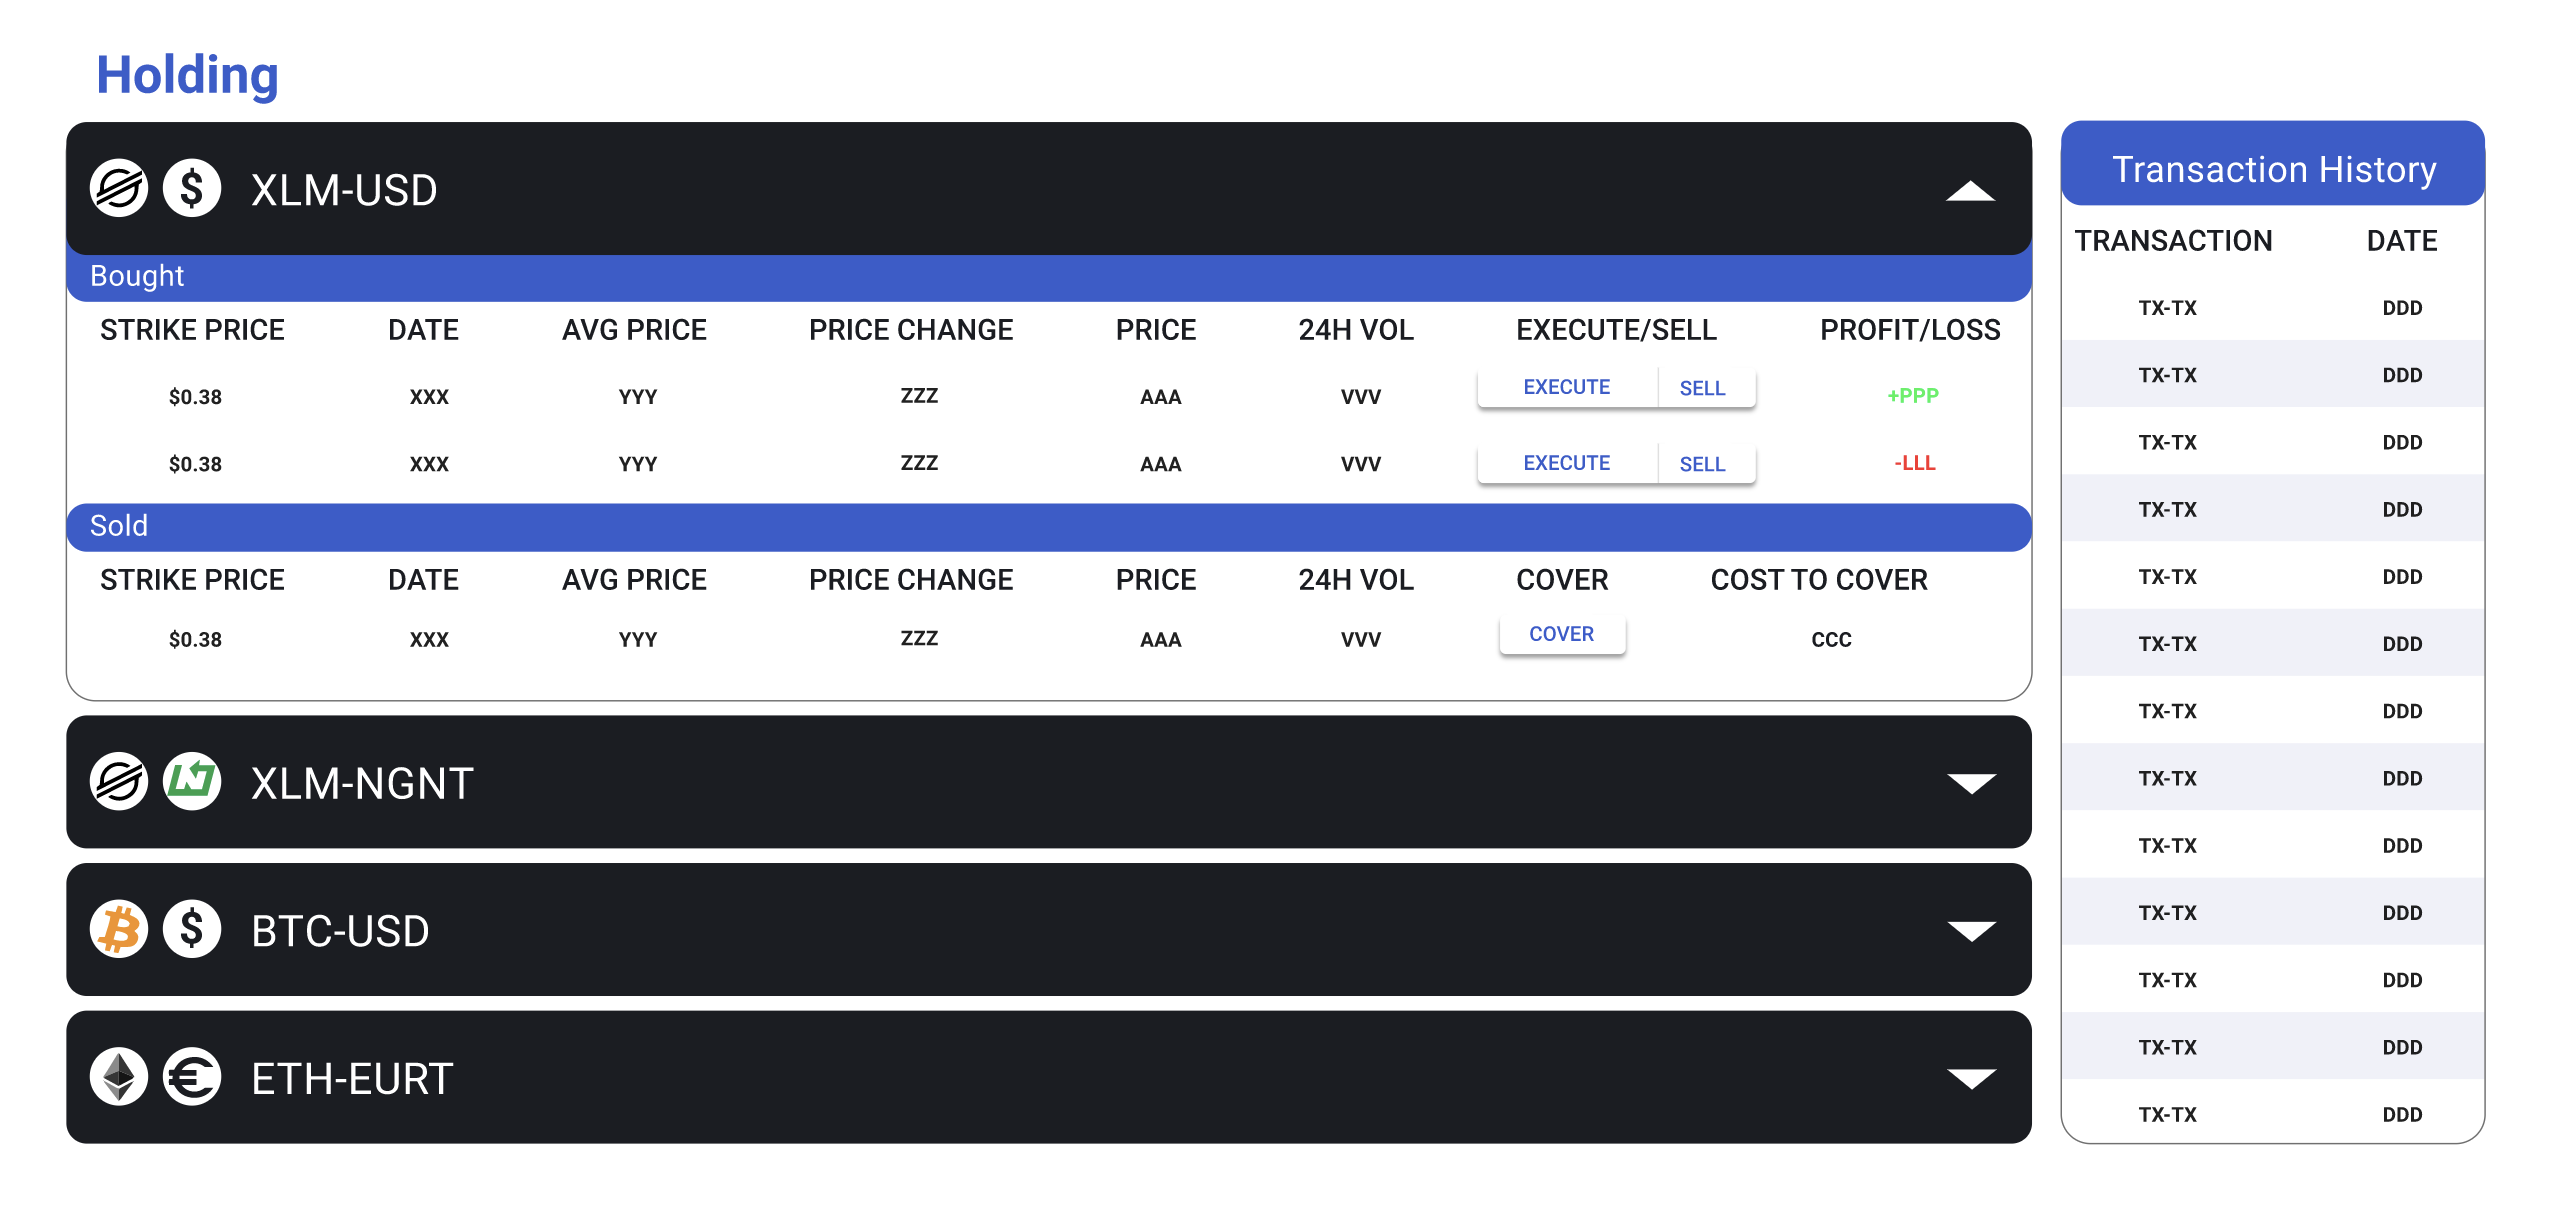 Holding
XLM-USD
Bought
STRIKE PRICE DATE AVG PRICE PRICE CHANGE PRICE 24H VOL EXECUTE/SELL PROFIT/LOSS
$0.38 XXX YYY ZZZ AAA VVV EXECUTE SELL +PPP
$0.38 XXX YYY ZZZ AAA VVV EXECUTE SELL -LLL
Sold
STRIKE PRICE DATE AVG PRICE PRICE CHANGE PRICE 24H VOL COVER COST TO COVER
$0.38 XXX YYY ZZZ AAA VVV COVER CCC
XLM-NGNT
BTC-USD
ETH-EURT
Transaction History
TRANSACTION DATE
TX-TX DDD
TX-TX DDD
TX-TX DDD
TX-TX DDD
TX-TX DDD
TX-TX DDD
TX-TX DDD
TX-TX DDD
TX-TX DDD
TX-TX DDD
TX-TX DDD
TX-TX DDD
TX-TX DDD